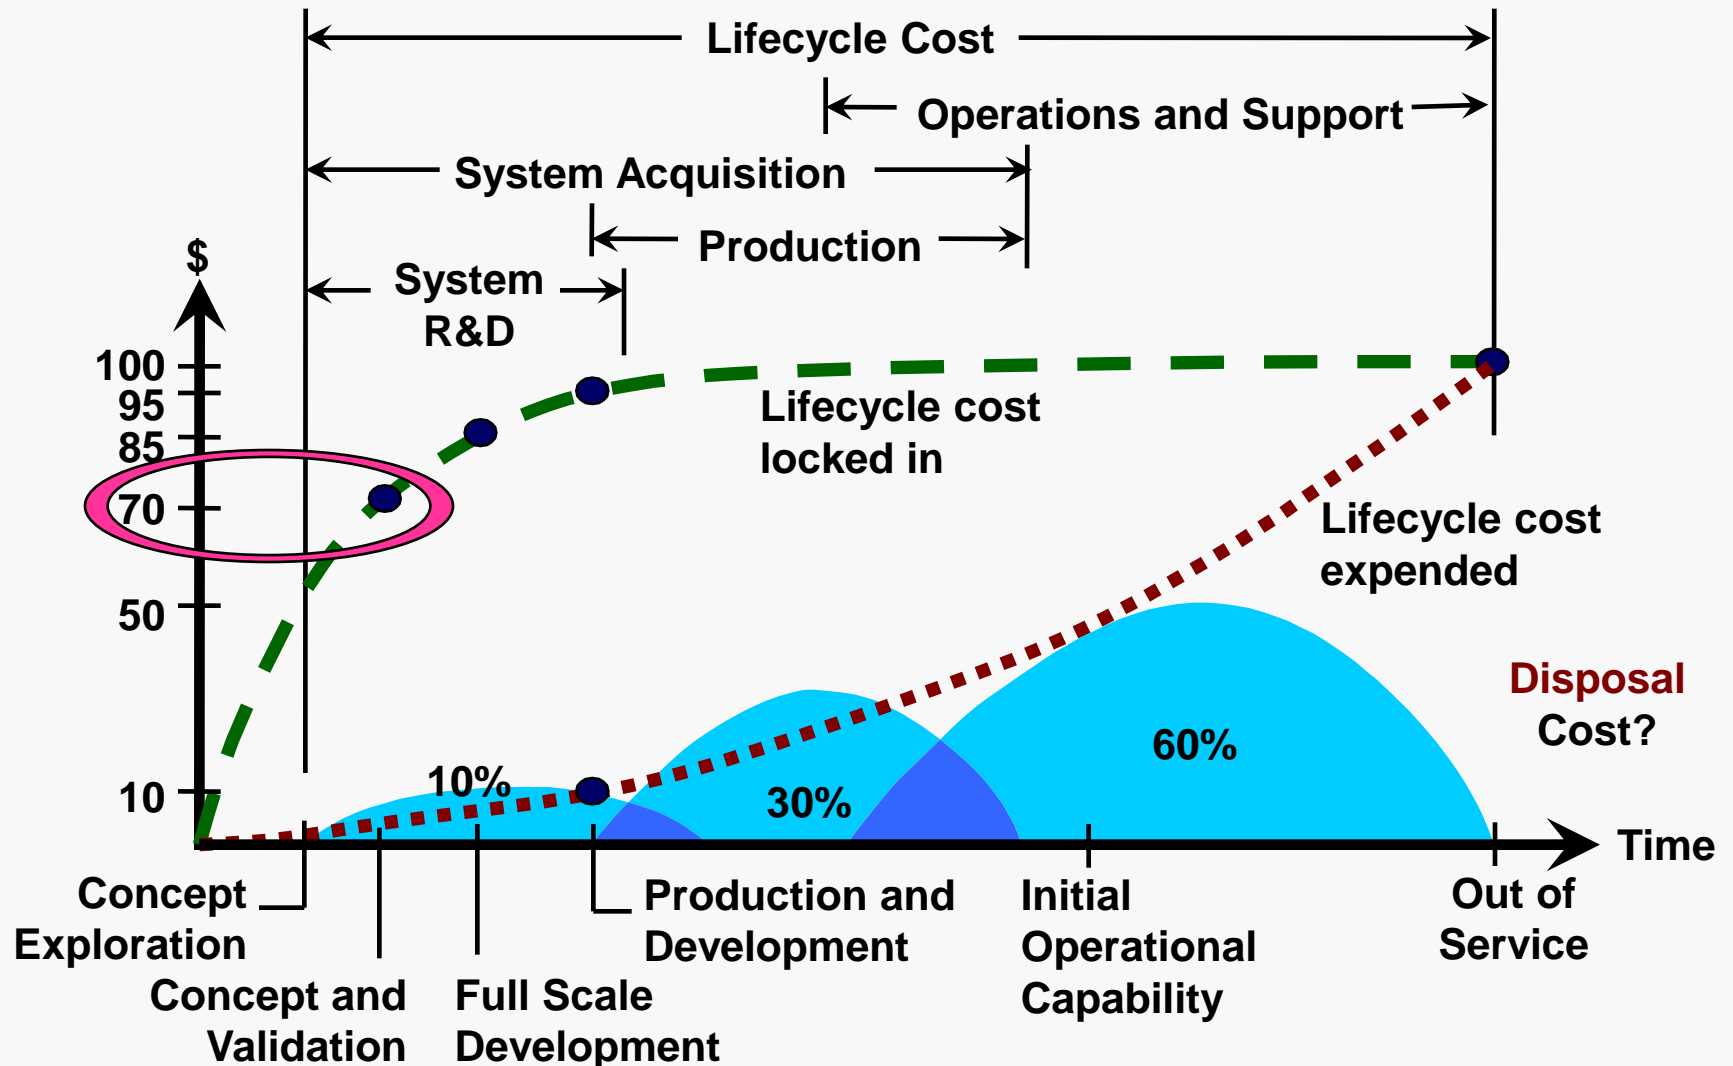 Lifecycle Cost
Operations and Support
System Acquisition
Production
System
R&D
$
100
95
85
70
50
10
Lifecycle cost
locked in
Lifecycle cost
expended
Disposal
Cost?
10%
30%
60%
Time
Concept
Exploration
Concept and
Validation
Full Scale
Development
Production and
Development
Initial
Operational
Capability
Out of
Service